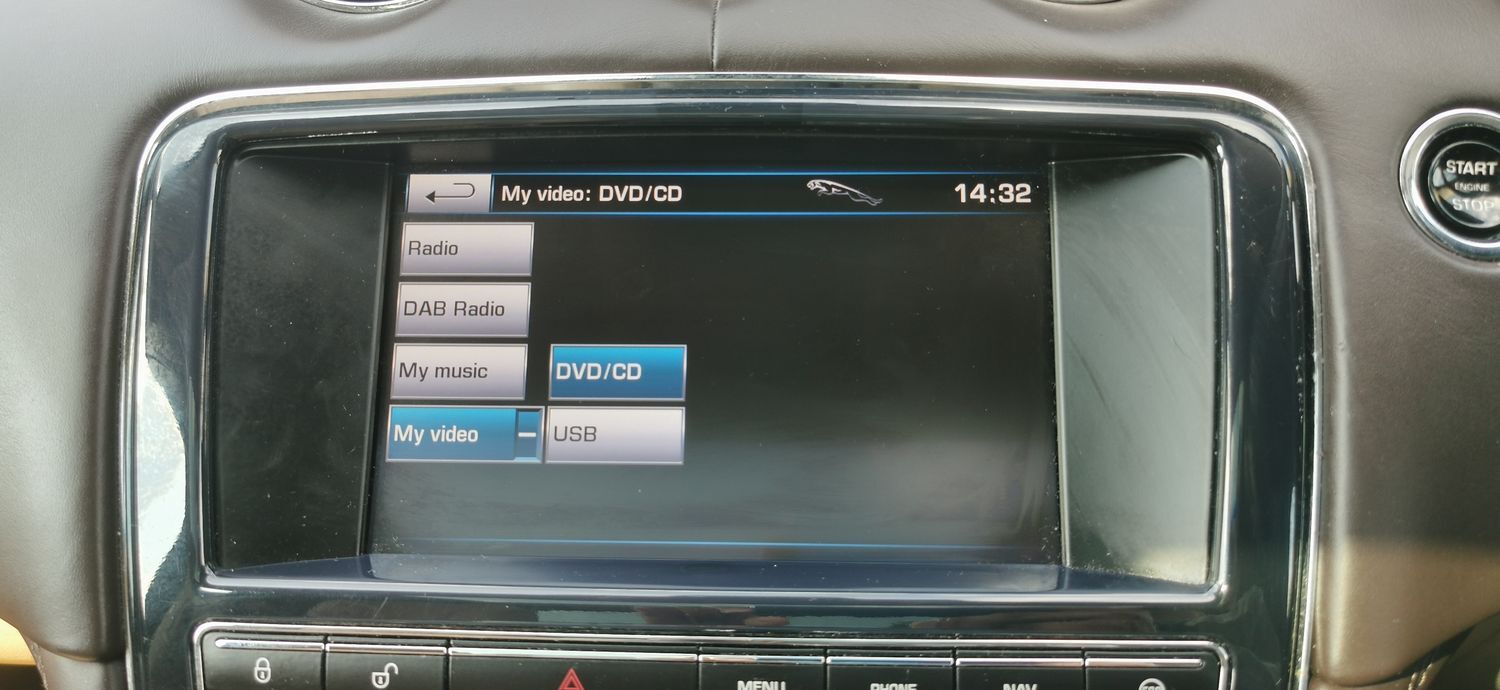 My video: DVD/CD
14:32
Radio
DAB Radio
My music
DVD/CD
My video
USB
START
ENGINE
STOP
MENU
PHONE
NAV